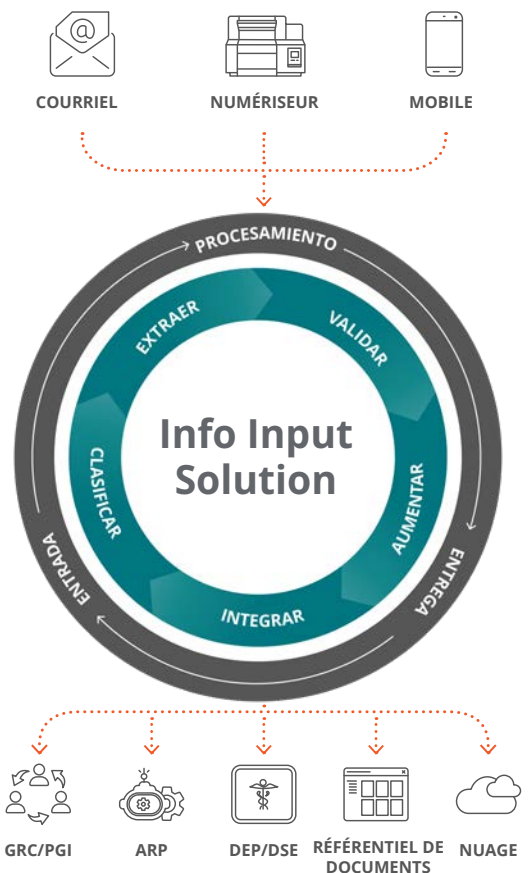 COURRIEL
NUMÉRISEUR
MOBILE
PROCESAMIENTO
EXTRAER
VALIDAR
Info Input
Solution
CLASIFICAR
AUMENTAR
ENTRADA
ENTREGA
INTEGRAR
GRC/PGI
ARP
DEP/DSE
RÉFÉRENTIEL DE
DOCUMENTS
NUAGE